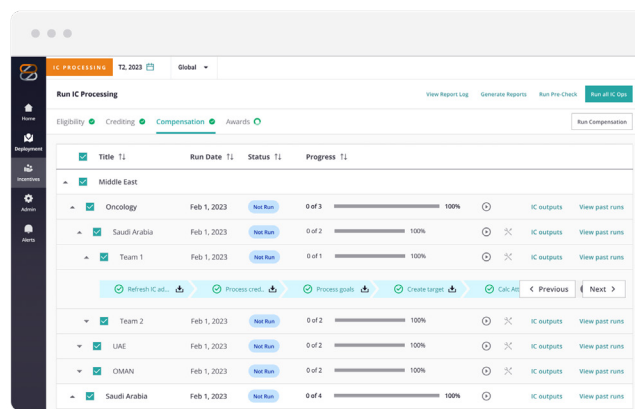 IC PROCESSING T2, 2023 Global
Run IC Processing View Report Log Generate Reports Run Pre-Check Run all IC Ops
Home
Deployment
Incentives
Admin
Alerts
Eligibility Crediting Compensation Awards Run Compensation
Title Run Date Status Progress
Middle East
Oncology Feb 1, 2023 Not Run 0 of 3 100% IC outputs View past runs
Saudi Arabia Feb 1, 2023 Not Run 0 of 2 100% IC outputs View past runs
Team 1 Feb 1, 2023 Not Run 0 of 1 100% IC outputs View past runs
Refresh IC ad.. Process cred.. Process goals Create target Calc Att Previous Next
Team 2 Feb 1, 2023 Not Run 0 of 2 100% IC outputs View past runs
UAE Feb 1, 2023 Not Run 0 of 2 100% IC outputs View past runs
OMAN Feb 1, 2023 Not Run 0 of 2 100% IC outputs View past runs
Saudi Arabia Feb 1, 2023 Not Run 0 of 4 100% IC outputs View past runs